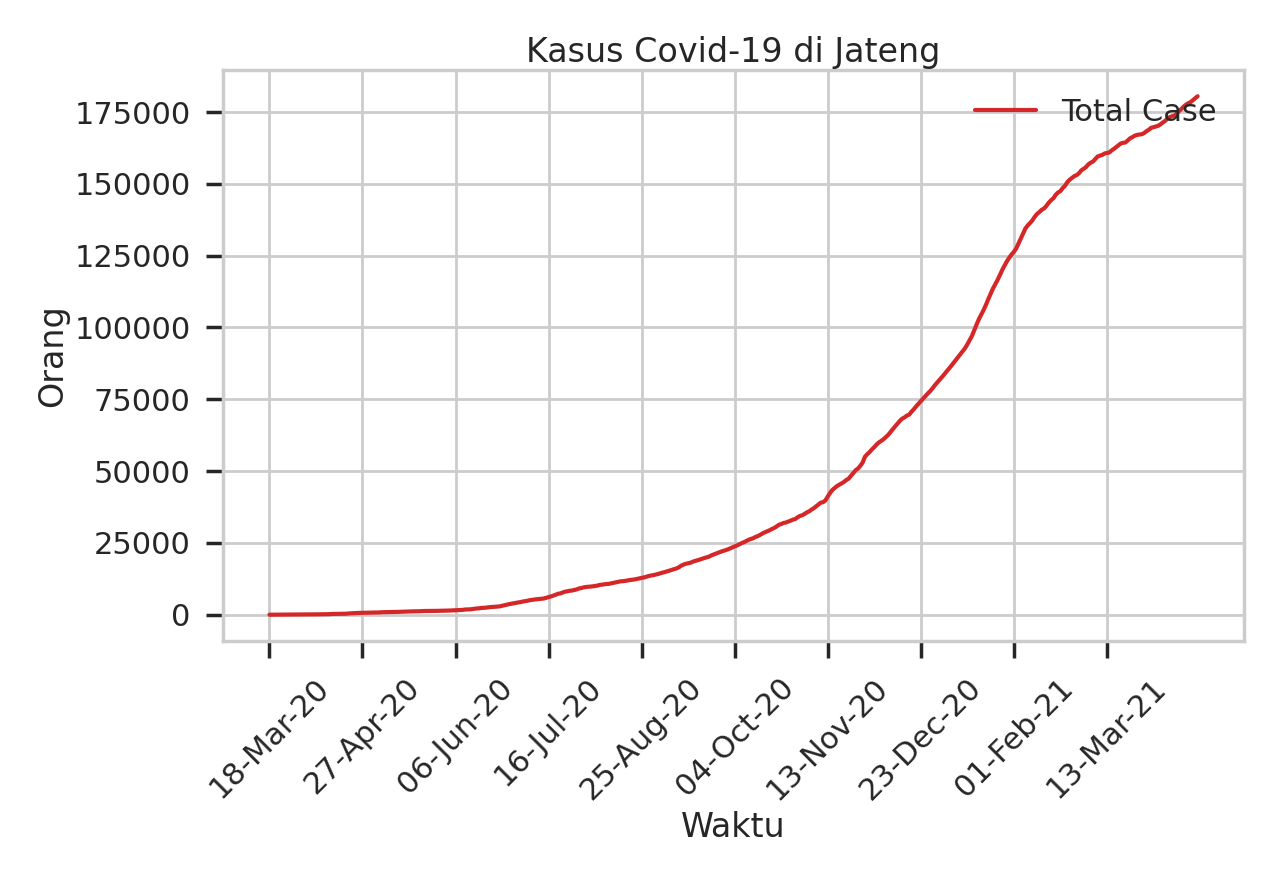 Kasus Covid-19 di Jateng
Total Case
175000
150000
125000
100000
75000
50000
25000
0
Orang
18-Mar-20
27-Apr-20
06-Jun-20
16-Jul-20
25-Aug-20
04-Oct-20
13-Nov-20
23-Dec-20
01-Feb-21
13-Mar-21
Waktu